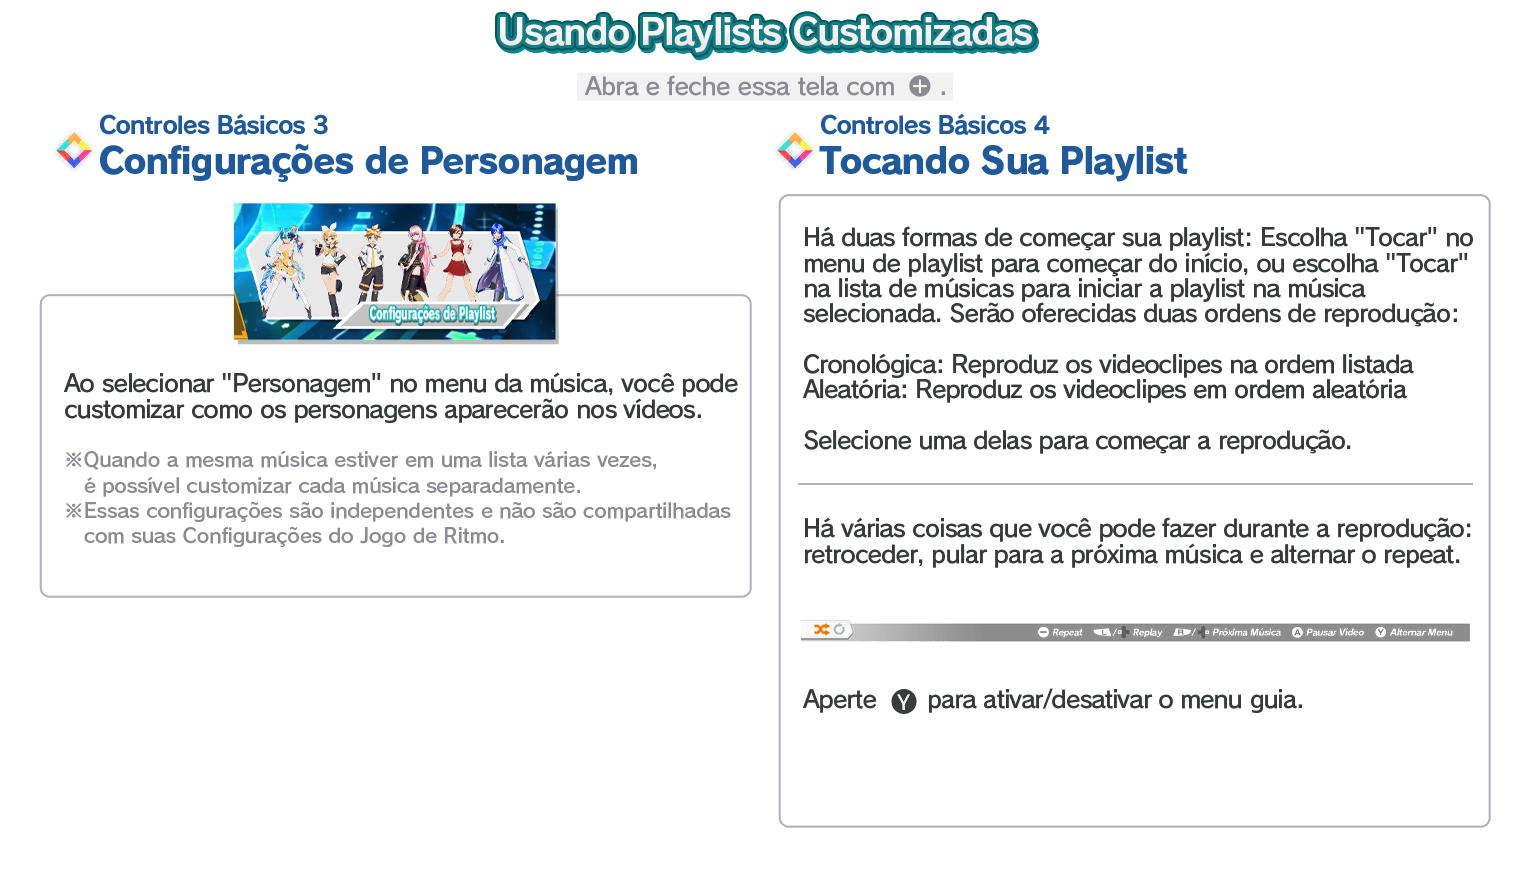 Usando Playlists Customizadas
Abra e feche essa tela com ⊕ .
Controles Básicos 3
Configurações de Personagem
Configurações de Playlist
Ao selecionar "Personagem" no menu da música, você pode
customizar como os personagens aparecerão nos vídeos.
※Quando a mesma música estiver em uma lista várias vezes,
é possível customizar cada música separadamente.
※Essas configurações são independentes e não são compartilhadas
com suas Configurações do Jogo de Ritmo.
Controles Básicos 4
Tocando Sua Playlist
Há duas formas de começar sua playlist: Escolha "Tocar" no
menu de playlist para começar do início, ou escolha "Tocar"
na lista de músicas para iniciar a playlist na música
selecionada. Serão oferecidas duas ordens de reprodução:
Cronológica: Reproduz os videoclipes na ordem listada
Aleatória: Reproduz os videoclipes em ordem aleatória
Selecione uma delas para começar a reprodução.
Há várias coisas que você pode fazer durante a reprodução:
retroceder, pular para a próxima música e alternar o repeat.
⊖ Repeat L / Replay R / Próxima Música A Pausar Vídeo Y Alternar Menu
Aperte Y para ativar/desativar o menu guia.